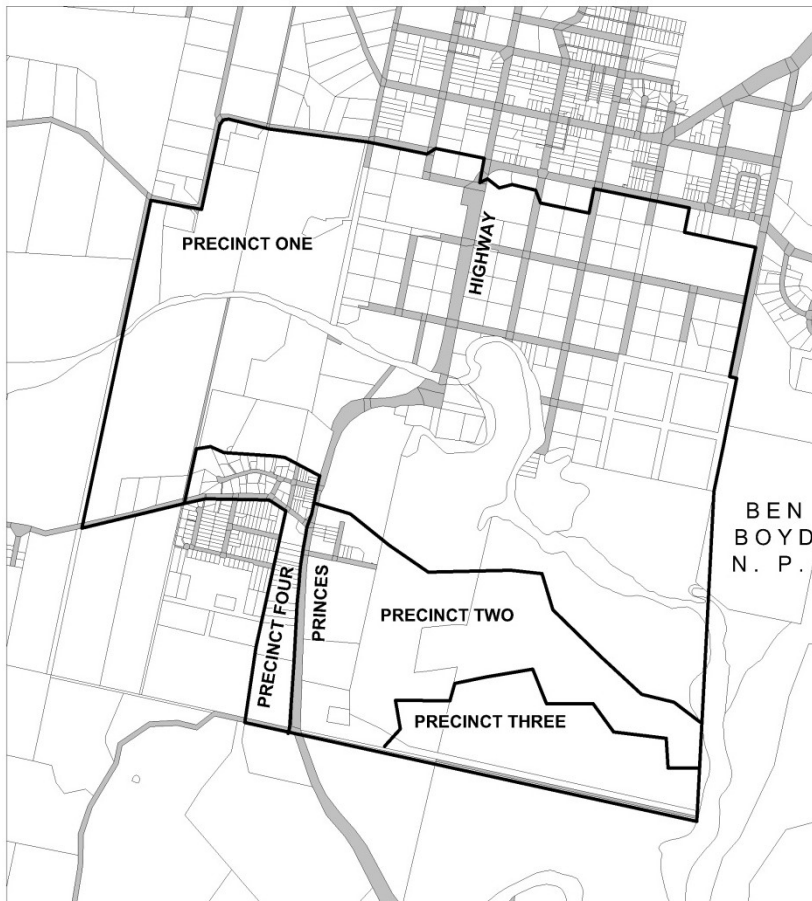 PRECINCT ONE
HIGHWAY
BEN
BOYD
N. P.
PRECINCT FOUR
PRINCES
PRECINCT TWO
PRECINCT THREE